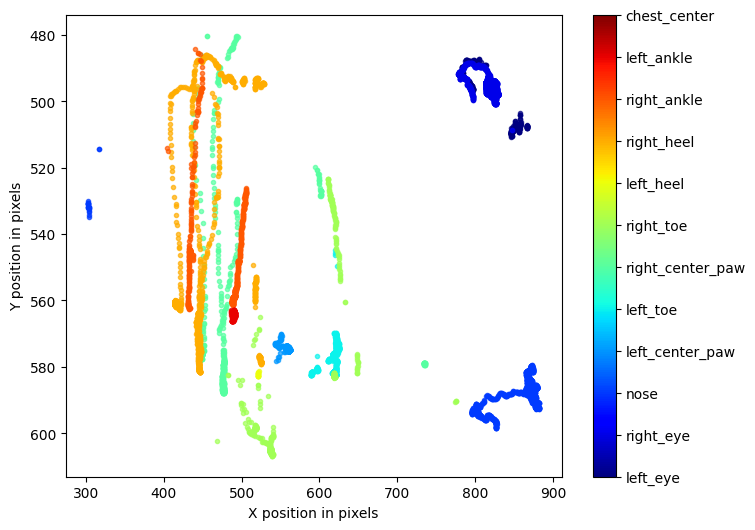 480
500
520
540
560
580
600
Y position in pixels
300
400
500
600
700
800
900
X position in pixels
chest_center
left_ankle
right_ankle
right_heel
left_heel
right_toe
right_center_paw
left_toe
left_center_paw
nose
right_eye
left_eye